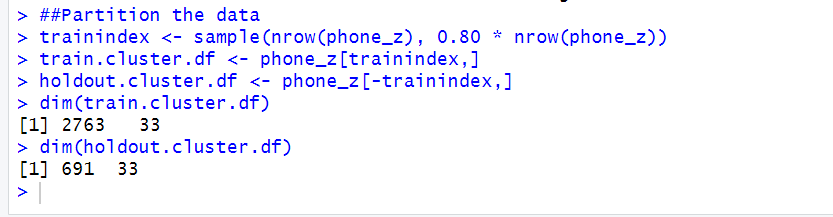 > ##Partition the data
> trainindex <- sample(nrow(phone_z), 0.80 * nrow(phone_z))
> train.cluster.df <- phone_z[trainindex,]
> holdout.cluster.df <- phone_z[-trainindex,]
> dim(train.cluster.df)
[1] 2763   33
> dim(holdout.cluster.df)
[1] 691  33
>